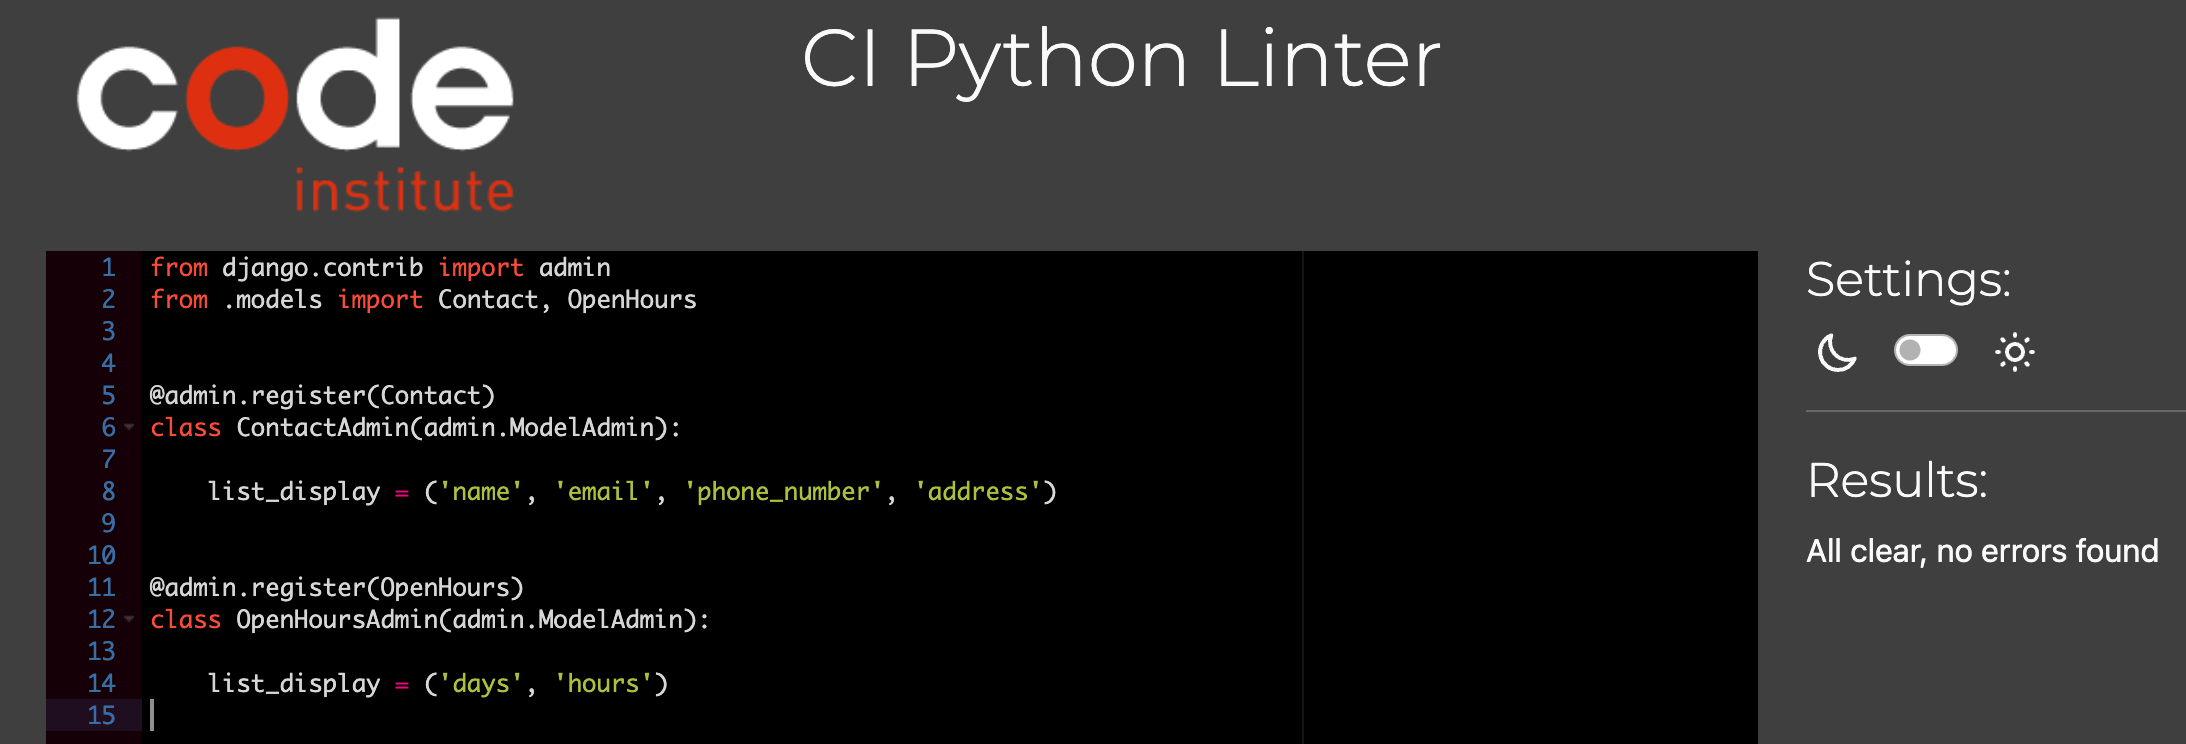 code
institute
CI Python Linter
1 from django.contrib import admin
2 from .models import Contact, OpenHours
3
4
5 @admin.register(Contact)
6 class ContactAdmin(admin.ModelAdmin):
7
8     list_display = ('name', 'email', 'phone_number', 'address')
9
10
11 @admin.register(OpenHours)
12 class OpenHoursAdmin(admin.ModelAdmin):
13
14     list_display = ('days', 'hours')
15
Settings:
Results:
All clear, no errors found